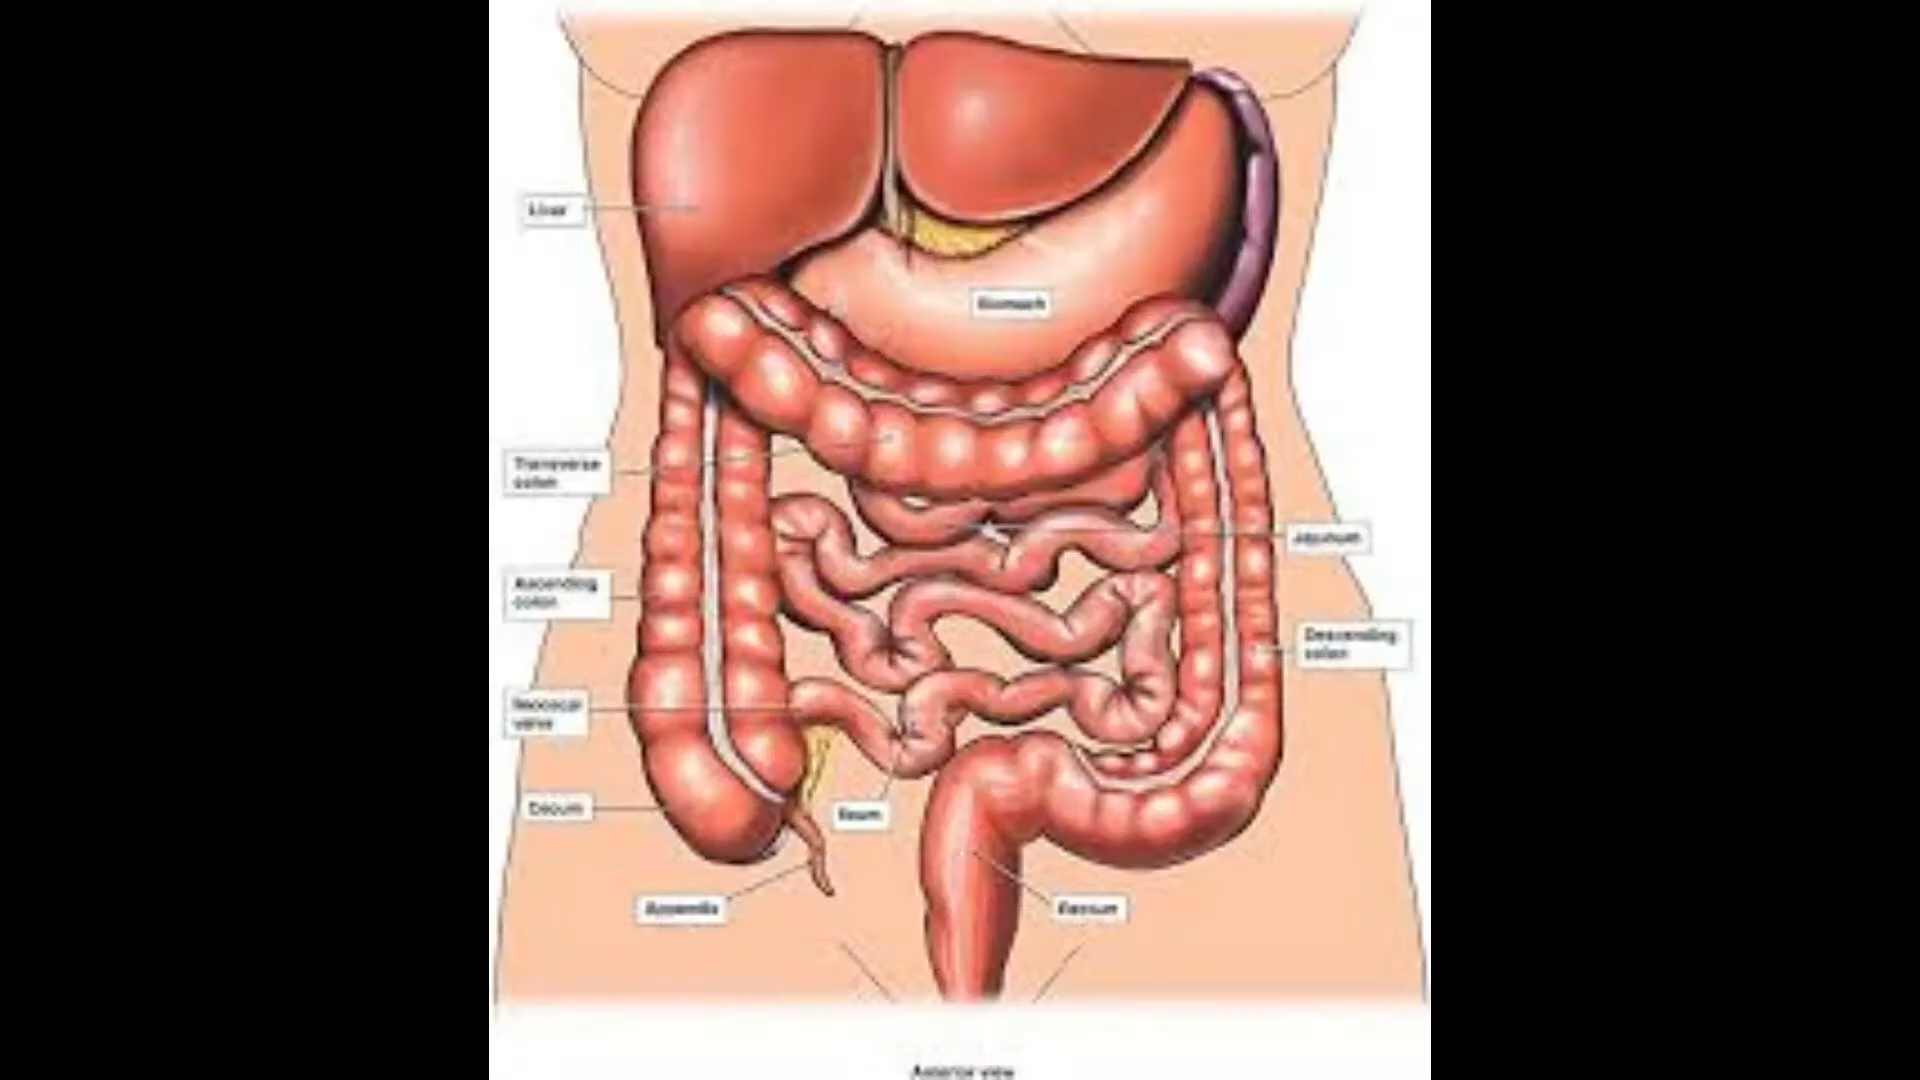 Liver
Stomach
Transverse
colon
Jejunum
Ascending
colon
Descending
colon
Ileocecal
valve
Cecum
Ileum
Appendix
Rectum
Anterior view